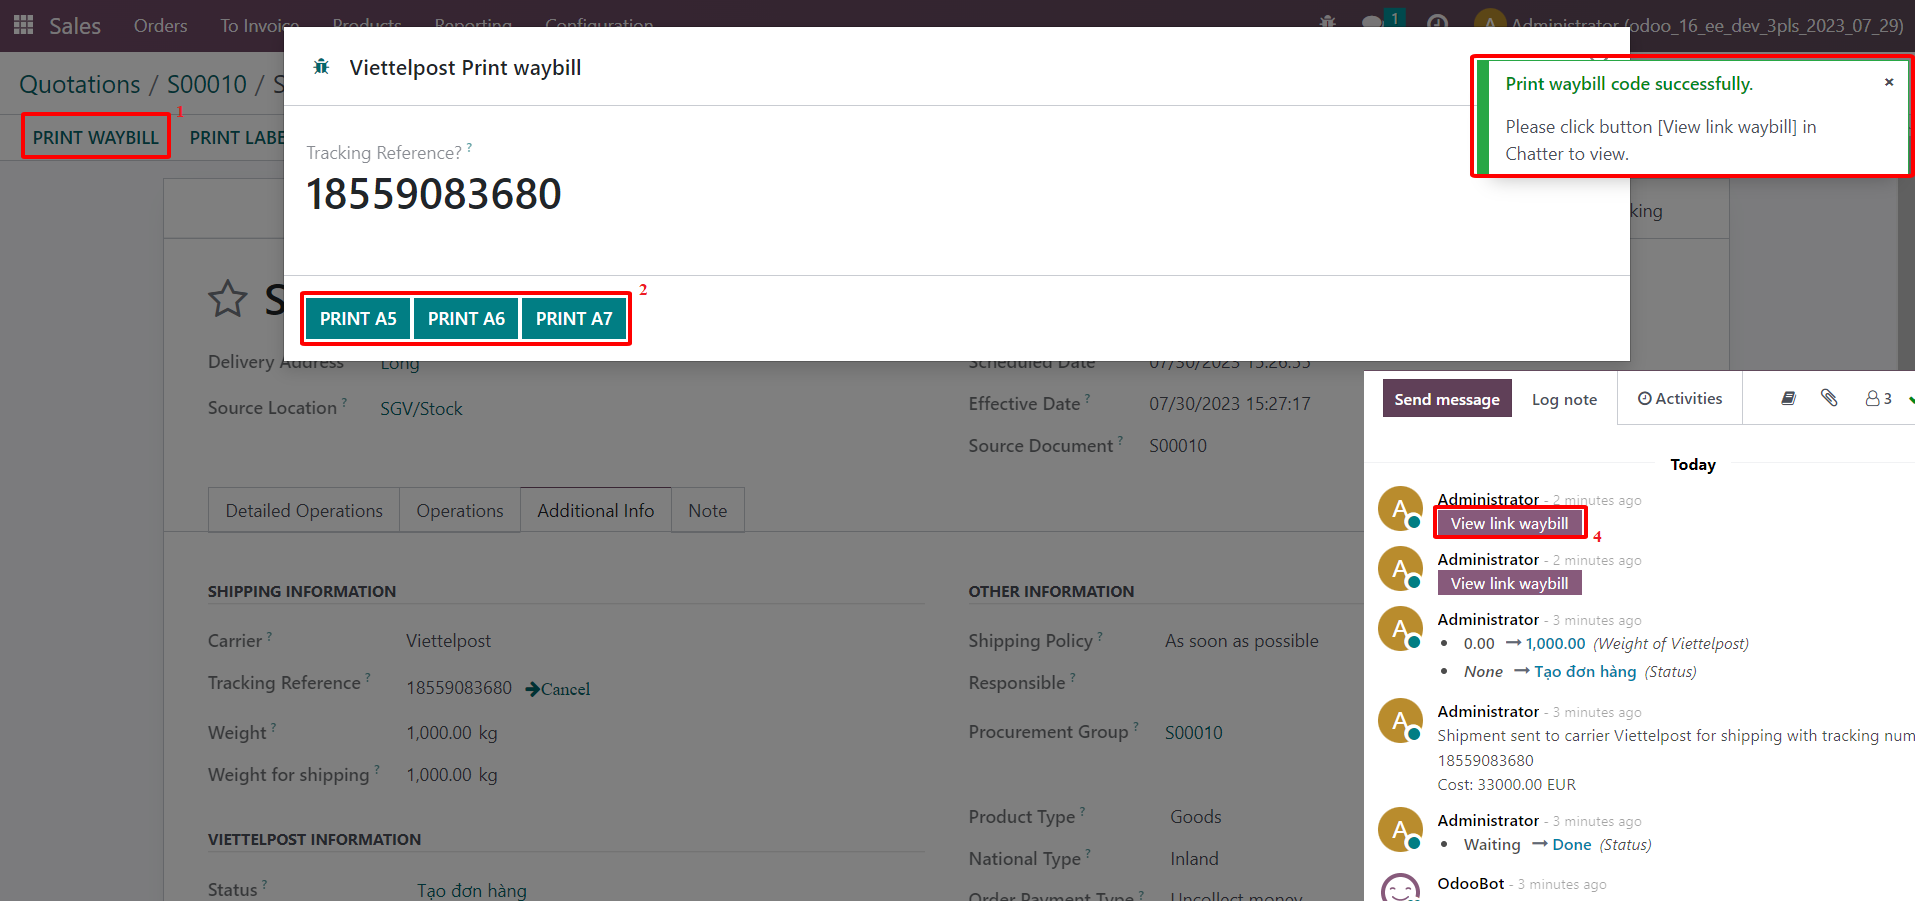 Sales Orders To Invoice Products Reporting Configuration 1 A Administrator (odoo_16_ee_dev_3pls_2023_07_29)
Quotations / S00010 / S
1
PRINT WAYBILL PRINT LABE
Viettelpost Print waybill
Tracking Reference? ?
18559083680
2
PRINT A5 PRINT A6 PRINT A7
Print waybill code successfully. ×
Please click button [View link waybill] in
Chatter to view.
king
S
Delivery Address Long
Source Location ? SGV/Stock
Scheduled Date 07/30/2023 15:26:55
Effective Date ? 07/30/2023 15:27:17
Source Document ? S00010
Detailed Operations Operations Additional Info Note
SHIPPING INFORMATION
Carrier ? Viettelpost
Tracking Reference ? 18559083680 Cancel
Weight ? 1,000.00 kg
Weight for shipping ? 1,000.00 kg
VIETTELPOST INFORMATION
Status ? Tạo đơn hàng
OTHER INFORMATION
Shipping Policy ? As soon as possible
Responsible ?
Procurement Group ? S00010
Product Type ? Goods
National Type ? Inland
Order Payment Type ? Uncollect money
Send message Log note Activities 3
Today
A Administrator - 2 minutes ago
View link waybill 4
A Administrator - 2 minutes ago
View link waybill
A Administrator - 3 minutes ago
• 0.00 → 1,000.00 (Weight of Viettelpost)
• None → Tạo đơn hàng (Status)
A Administrator - 3 minutes ago
Shipment sent to carrier Viettelpost for shipping with tracking num
18559083680
Cost: 33000.00 EUR
A Administrator - 3 minutes ago
• Waiting → Done (Status)
OdooBot - 3 minutes ago